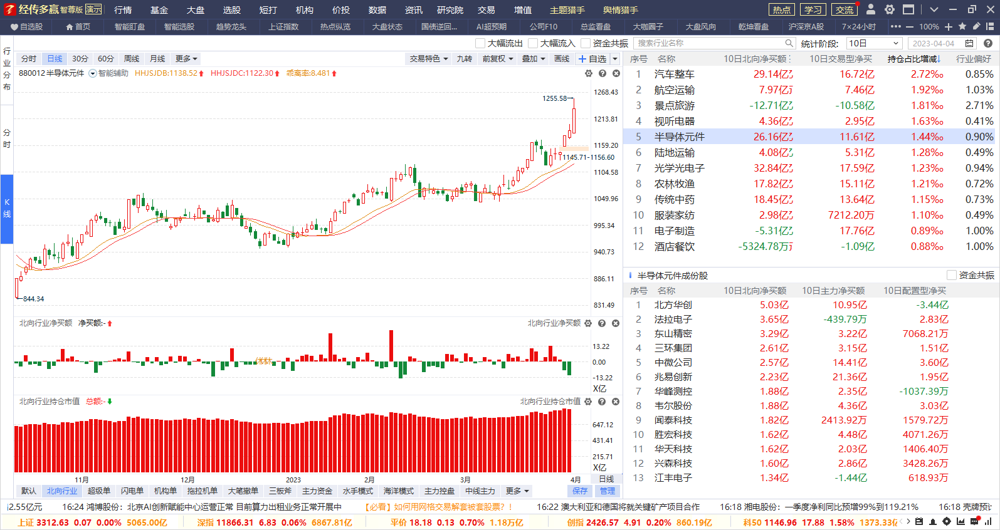 经传多赢 智尊版 演示 行情 基金 大盘 选股 短打 机构 价投 数据 资讯 研究院 交易 增值 主题猎手 舆情猎手 热点 学习 交流
自选股 首页 智能盯盘 智能选股 趋势龙头 上证指数 热点纵览 大盘状态 国债逆回... AI超预期 公司F10 总监看盘 大咖圈子 大盘风向 乾坤看盘 沪深京A股 7×24小时 ••• 100%
行业分布
分时
K线
大幅流出 大幅流入 资金共振 搜索行业名称 统计阶段: 10日 2023-04-04
分时 日线 30分 60分 周线 月线 更多 交易特色 九转 前复权 叠加 画线 自选
880012 半导体元件 智能辅助 HHJSJDB:1138.52 HHJSJDC:1122.30 乖离率:8.481
1268.43
1255.58
1213.81
1159.20
1145.71-1156.60
1104.58
1049.96
995.34
940.73
886.11
844.34
831.49
北向行业净买额 净买额:- 北向行业净买额
13.22
0.00
休休休
-13.22
X亿
北向行业持仓市值 总额:- 北向行业持仓市值
647.12
431.41
215.71
X亿
11月 12月 2023 2月 3月 4月 日线
默认 北向行业 超级单 闪电单 机构单 拖拉机单 大笔撤单 三板斧 主力资金 水手模式 海洋模式 主力控盘 中线主力 更多 保存 管理
序号 名称 10日北向净买额 10日交易型净买 持仓占比增减↓ 行业偏好
1 汽车整车 29.14亿 16.72亿 2.72‰ 0.85%
2 航空运输 7.97亿 7.46亿 1.92‰ 1.03%
3 景点旅游 -12.71亿 -10.58亿 1.81‰ 2.71%
4 视听电器 4.36亿 2.95亿 1.63‰ 0.41%
5 半导体元件 26.16亿 11.61亿 1.44‰ 0.90%
6 陆地运输 4.08亿 5.31亿 1.28‰ 0.49%
7 光学光电子 32.84亿 17.59亿 1.23‰ 0.94%
8 农林牧渔 17.82亿 15.11亿 1.21‰ 0.72%
9 传统中药 18.45亿 13.64亿 1.15‰ 0.73%
10 服装家纺 2.98亿 7212.20万 1.10‰ 0.49%
11 电子制造 -5.31亿 17.76亿 0.89‰ 1.00%
12 酒店餐饮 -5324.78万 -1.09亿 0.88‰ 1.00%
半导体元件成份股 资金共振
序号 名称 10日北向净买额 10日主力净买额 10日配置型净买
1 北方华创 5.03亿 10.95亿 -3.44亿
2 法拉电子 3.65亿 -439.79万 2.83亿
3 东山精密 3.29亿 3.22亿 7068.21万
4 三环集团 2.61亿 3.15亿 1.51亿
5 中微公司 2.57亿 14.41亿 3.60亿
6 兆易创新 2.23亿 21.36亿 1.95亿
7 华峰测控 1.88亿 2.35亿 -1037.39万
8 韦尔股份 1.88亿 4.36亿 3.03亿
9 闻泰科技 1.82亿 2413.92万 1579.72万
10 胜宏科技 1.62亿 4.48亿 4071.26万
11 华天科技 1.62亿 2.03亿 1406.40万
12 兴森科技 1.60亿 2.86亿 3428.26万
13 江丰电子 1.34亿 -1.44亿 618.93万
2.55亿元 16:24 鸿博股份：北京AI创新赋能中心运营正常 目前算力出租业务正常开展中 【必看】如何用网格交易解套被套股票？！ 16:22 澳大利亚和德国将就关键矿产项目合作 16:18 湘电股份：一季度净利同比预增99%到119.21% 16:18 壳牌预
上证 3312.63 0.07 0.00% 5065.00亿 深指 11866.31 6.83 0.06% 6867.81亿 平价 18.18 0.13 0.70% 1.18万亿 创指 2426.57 4.91 0.20% 860.19亿 科50 1146.96 17.88 1.58% 1373.33亿